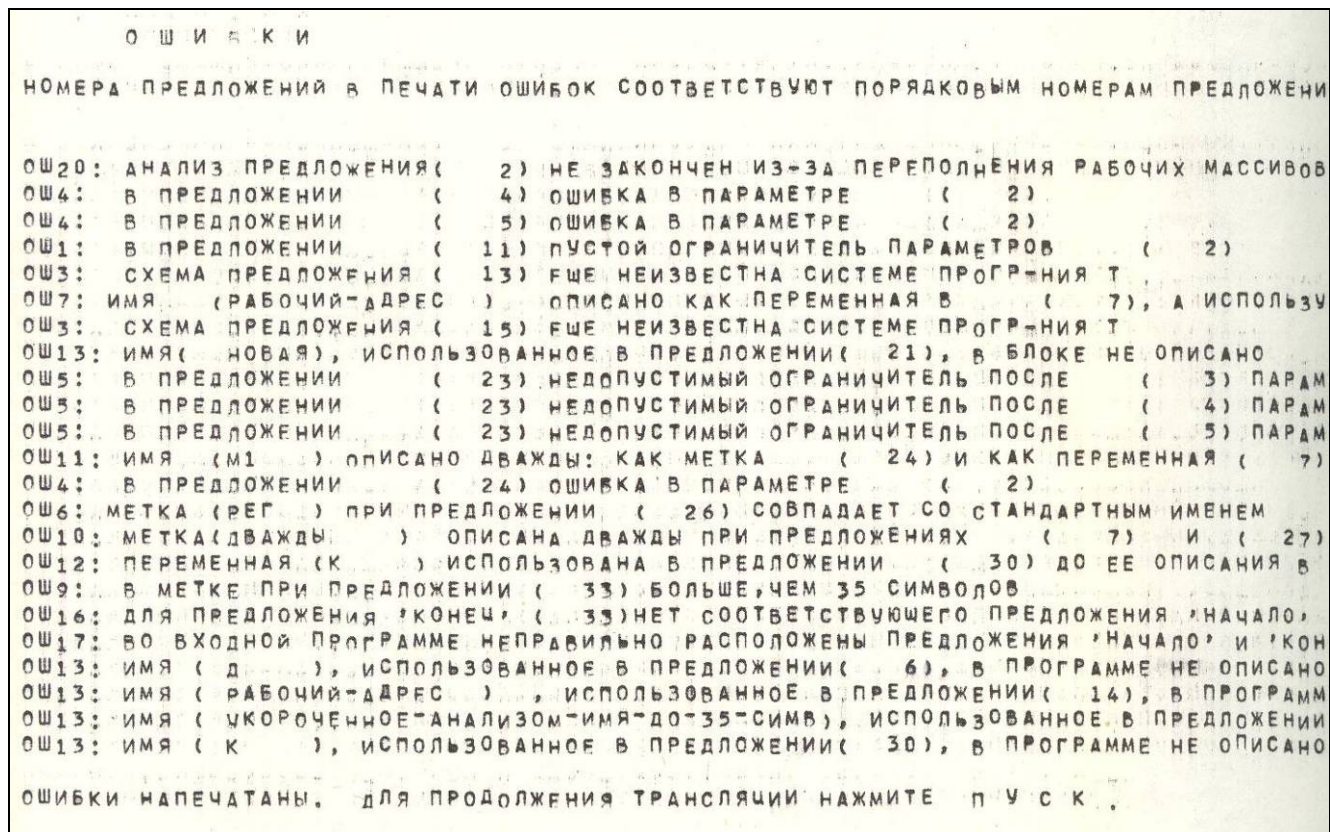 О Ш И Б К И
НОМЕРА ПРЕДЛОЖЕНИЙ В ПЕЧАТИ ОШИБОК СООТВЕТСТВУЮТ ПОРЯДКОВЫМ НОМЕРАМ ПРЕДЛОЖЕНИ
ОШ20: АНАЛИЗ ПРЕДЛОЖЕНИЯ( 2) НЕ ЗАКОНЧЕН ИЗ-ЗА ПЕРЕПОЛНЕНИЯ РАБОЧИХ МАССИВОВ
ОШ4: В ПРЕДЛОЖЕНИИ ( 4) ОШИБКА В ПАРАМЕТРЕ ( 2)
ОШ4: В ПРЕДЛОЖЕНИИ ( 5) ОШИБКА В ПАРАМЕТРЕ ( 2)
ОШ1: В ПРЕДЛОЖЕНИИ ( 11) ПУСТОЙ ОГРАНИЧИТЕЛЬ ПАРАМЕТРОВ ( 2)
ОШ3: СХЕМА ПРЕДЛОЖЕНИЯ ( 13) ЕЩЕ НЕИЗВЕСТНА СИСТЕМЕ ПРОГР-НИЯ Т
ОШ7: ИМЯ (РАБОЧИЙ-АДРЕС ) ОПИСАНО КАК ПЕРЕМЕННАЯ В ( 7), А ИСПОЛЬЗУ
ОШ3: СХЕМА ПРЕДЛОЖЕНИЯ ( 15) ЕЩЕ НЕИЗВЕСТНА СИСТЕМЕ ПРОГР-НИЯ Т
ОШ13: ИМЯ( НОВАЯ), ИСПОЛЬЗОВАННОЕ В ПРЕДЛОЖЕНИИ( 21), В БЛОКЕ НЕ ОПИСАНО
ОШ5: В ПРЕДЛОЖЕНИИ ( 23) НЕДОПУСТИМЫЙ ОГРАНИЧИТЕЛЬ ПОСЛЕ ( 3) ПАРАМ
ОШ5: В ПРЕДЛОЖЕНИИ ( 23) НЕДОПУСТИМЫЙ ОГРАНИЧИТЕЛЬ ПОСЛЕ ( 4) ПАРАМ
ОШ5: В ПРЕДЛОЖЕНИИ ( 23) НЕДОПУСТИМЫЙ ОГРАНИЧИТЕЛЬ ПОСЛЕ ( 5) ПАРАМ
ОШ11: ИМЯ (М1 ) ОПИСАНО ДВАЖДЫ: КАК МЕТКА ( 24) И КАК ПЕРЕМЕННАЯ ( 7)
ОШ4: В ПРЕДЛОЖЕНИИ ( 24) ОШИБКА В ПАРАМЕТРЕ ( 2)
ОШ6: МЕТКА (РЕГ ) ПРИ ПРЕДЛОЖЕНИИ ( 26) СОВПАДАЕТ СО СТАНДАРТНЫМ ИМЕНЕМ
ОШ10: МЕТКА(ДВАЖДЫ ) ОПИСАНА ДВАЖДЫ ПРИ ПРЕДЛОЖЕНИЯХ ( 7) И ( 27)
ОШ12: ПЕРЕМЕННАЯ (К ) ИСПОЛЬЗОВАНА В ПРЕДЛОЖЕНИИ ( 30) ДО ЕЕ ОПИСАНИЯ В
ОШ9: В МЕТКЕ ПРИ ПРЕДЛОЖЕНИИ ( 33) БОЛЬШЕ,ЧЕМ 35 СИМВОЛОВ
ОШ16: ДЛЯ ПРЕДЛОЖЕНИЯ 'КОНЕЦ' ( 33)НЕТ СООТВЕТСТВУЮЩЕГО ПРЕДЛОЖЕНИЯ 'НАЧАЛО'
ОШ17: ВО ВХОДНОЙ ПРОГРАММЕ НЕПРАВИЛЬНО РАСПОЛОЖЕНЫ ПРЕДЛОЖЕНИЯ 'НАЧАЛО' И 'КОН
ОШ13: ИМЯ ( Д ), ИСПОЛЬЗОВАННОЕ В ПРЕДЛОЖЕНИИ( 6), В ПРОГРАММЕ НЕ ОПИСАНО
ОШ13: ИМЯ ( РАБОЧИЙ-АДРЕС ) , ИСПОЛЬЗОВАННОЕ В ПРЕДЛОЖЕНИИ( 14), В ПРОГРАММ
ОШ13: ИМЯ ( УКОРОЧЕННОЕ-АНАЛИЗОМ-ИМЯ-ДО-35-СИМВ), ИСПОЛЬЗОВАННОЕ В ПРЕДЛОЖЕНИИ
ОШ13: ИМЯ ( К ), ИСПОЛЬЗОВАННОЕ В ПРЕДЛОЖЕНИИ( 30), В ПРОГРАММЕ НЕ ОПИСАНО
ОШИБКИ НАПЕЧАТАНЫ. ДЛЯ ПРОДОЛЖЕНИЯ ТРАНСЛЯЦИИ НАЖМИТЕ П У С К .